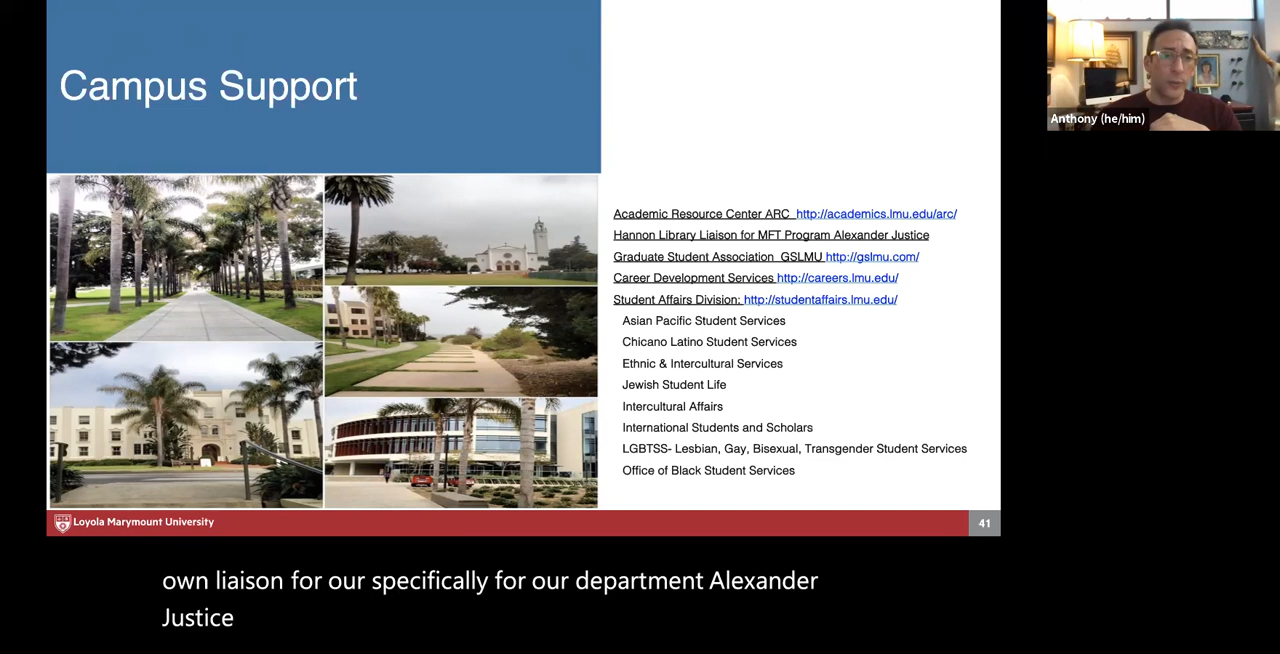 Campus Support
Anthony (he/him)
Academic Resource Center ARC http://academics.lmu.edu/arc/
Hannon Library Liaison for MFT Program Alexander Justice
Graduate Student Association GSLMU http://gslmu.com/
Career Development Services http://careers.lmu.edu/
Student Affairs Division: http://studentaffairs.lmu.edu/
Asian Pacific Student Services
Chicano Latino Student Services
Ethnic & Intercultural Services
Jewish Student Life
Intercultural Affairs
International Students and Scholars
LGBTSS- Lesbian, Gay, Bisexual, Transgender Student Services
Office of Black Student Services
Loyola Marymount University
41
own liaison for our specifically for our department Alexander
Justice